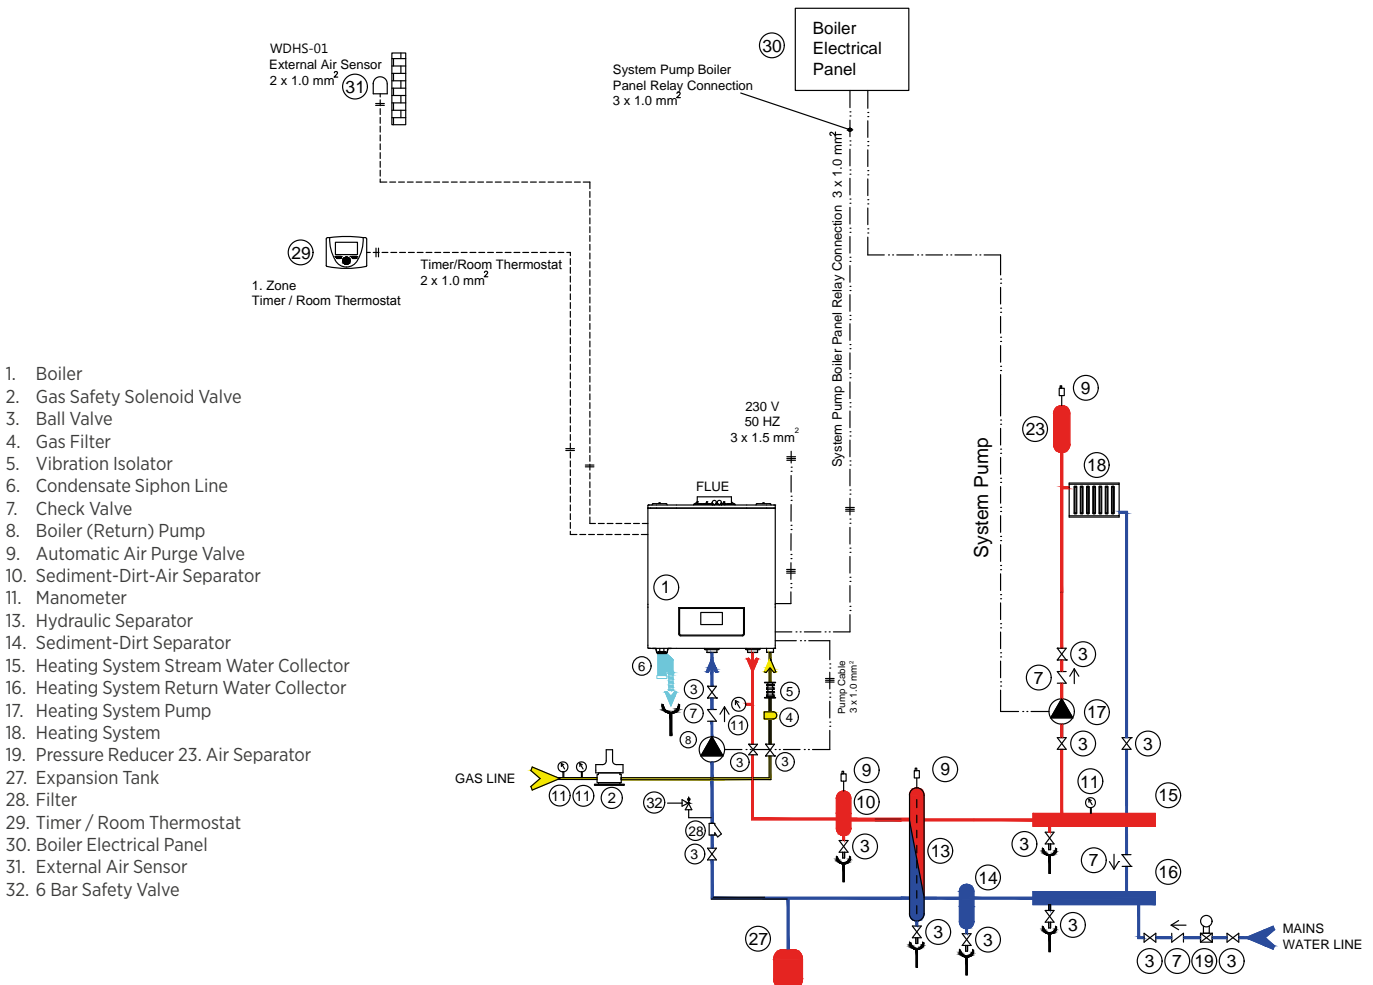 WDHS-01
External Air Sensor
2 x 1.0 mm²
31
30
Boiler
Electrical
Panel
System Pump Boiler
Panel Relay Connection
3 x 1.0 mm²
System Pump Boiler Panel Relay Connection 3 x 1.0 mm²
29
1. Zone
Timer / Room Thermostat
Timer/Room Thermostat
2 x 1.0 mm²
1. Boiler
2. Gas Safety Solenoid Valve
3. Ball Valve
4. Gas Filter
5. Vibration Isolator
6. Condensate Siphon Line
7. Check Valve
8. Boiler (Return) Pump
9. Automatic Air Purge Valve
10. Sediment-Dirt-Air Separator
11. Manometer
13. Hydraulic Separator
14. Sediment-Dirt Separator
15. Heating System Stream Water Collector
16. Heating System Return Water Collector
17. Heating System Pump
18. Heating System
19. Pressure Reducer 23. Air Separator
27. Expansion Tank
28. Filter
29. Timer / Room Thermostat
30. Boiler Electrical Panel
31. External Air Sensor
32. 6 Bar Safety Valve
230 V
50 HZ
3 x 1.5 mm²
FLUE
1
System Pump
Pump Cable
3 x 1.0 mm²
9
23
18
6
3
5
7
11
4
8
3
3
3
7
17
3
3
GAS LINE
11
11
2
32
28
3
9
10
3
9
13
3
14
3
11
15
3
7
16
3
27
3
7
19
3
MAINS
WATER LINE